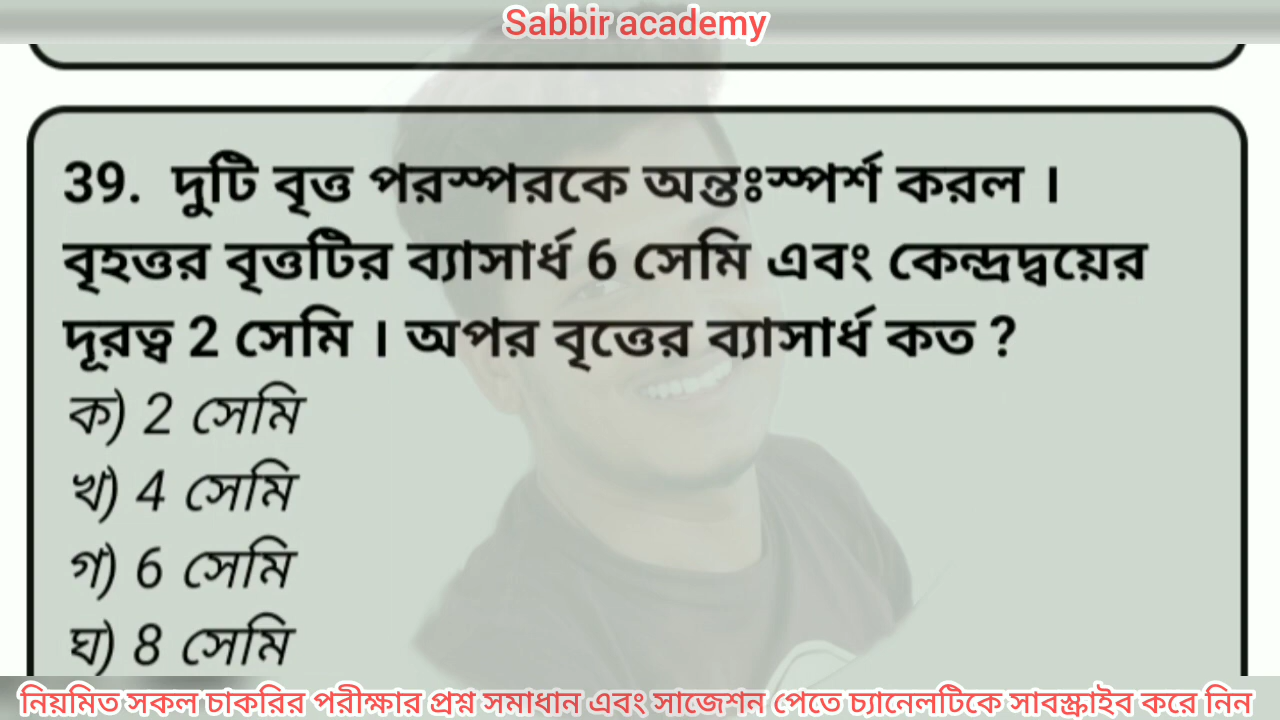 Sabbir academy
39. দুটি বৃত্ত পরস্পরকে অন্তঃস্পর্শ করল ।
বৃহত্তর বৃত্তটির ব্যাসার্ধ 6 সেমি এবং কেন্দ্রদ্বয়ের
দূরত্ব 2 সেমি । অপর বৃত্তের ব্যাসার্ধ কত ?
ক) 2 সেমি
খ) 4 সেমি
গ) 6 সেমি
ঘ) 8 সেমি
নিয়মিত সকল চাকরির পরীক্ষার প্রশ্ন সমাধান এবং সাজেশন পেতে চ্যানেলটিকে সাবস্ক্রাইব করে নিন